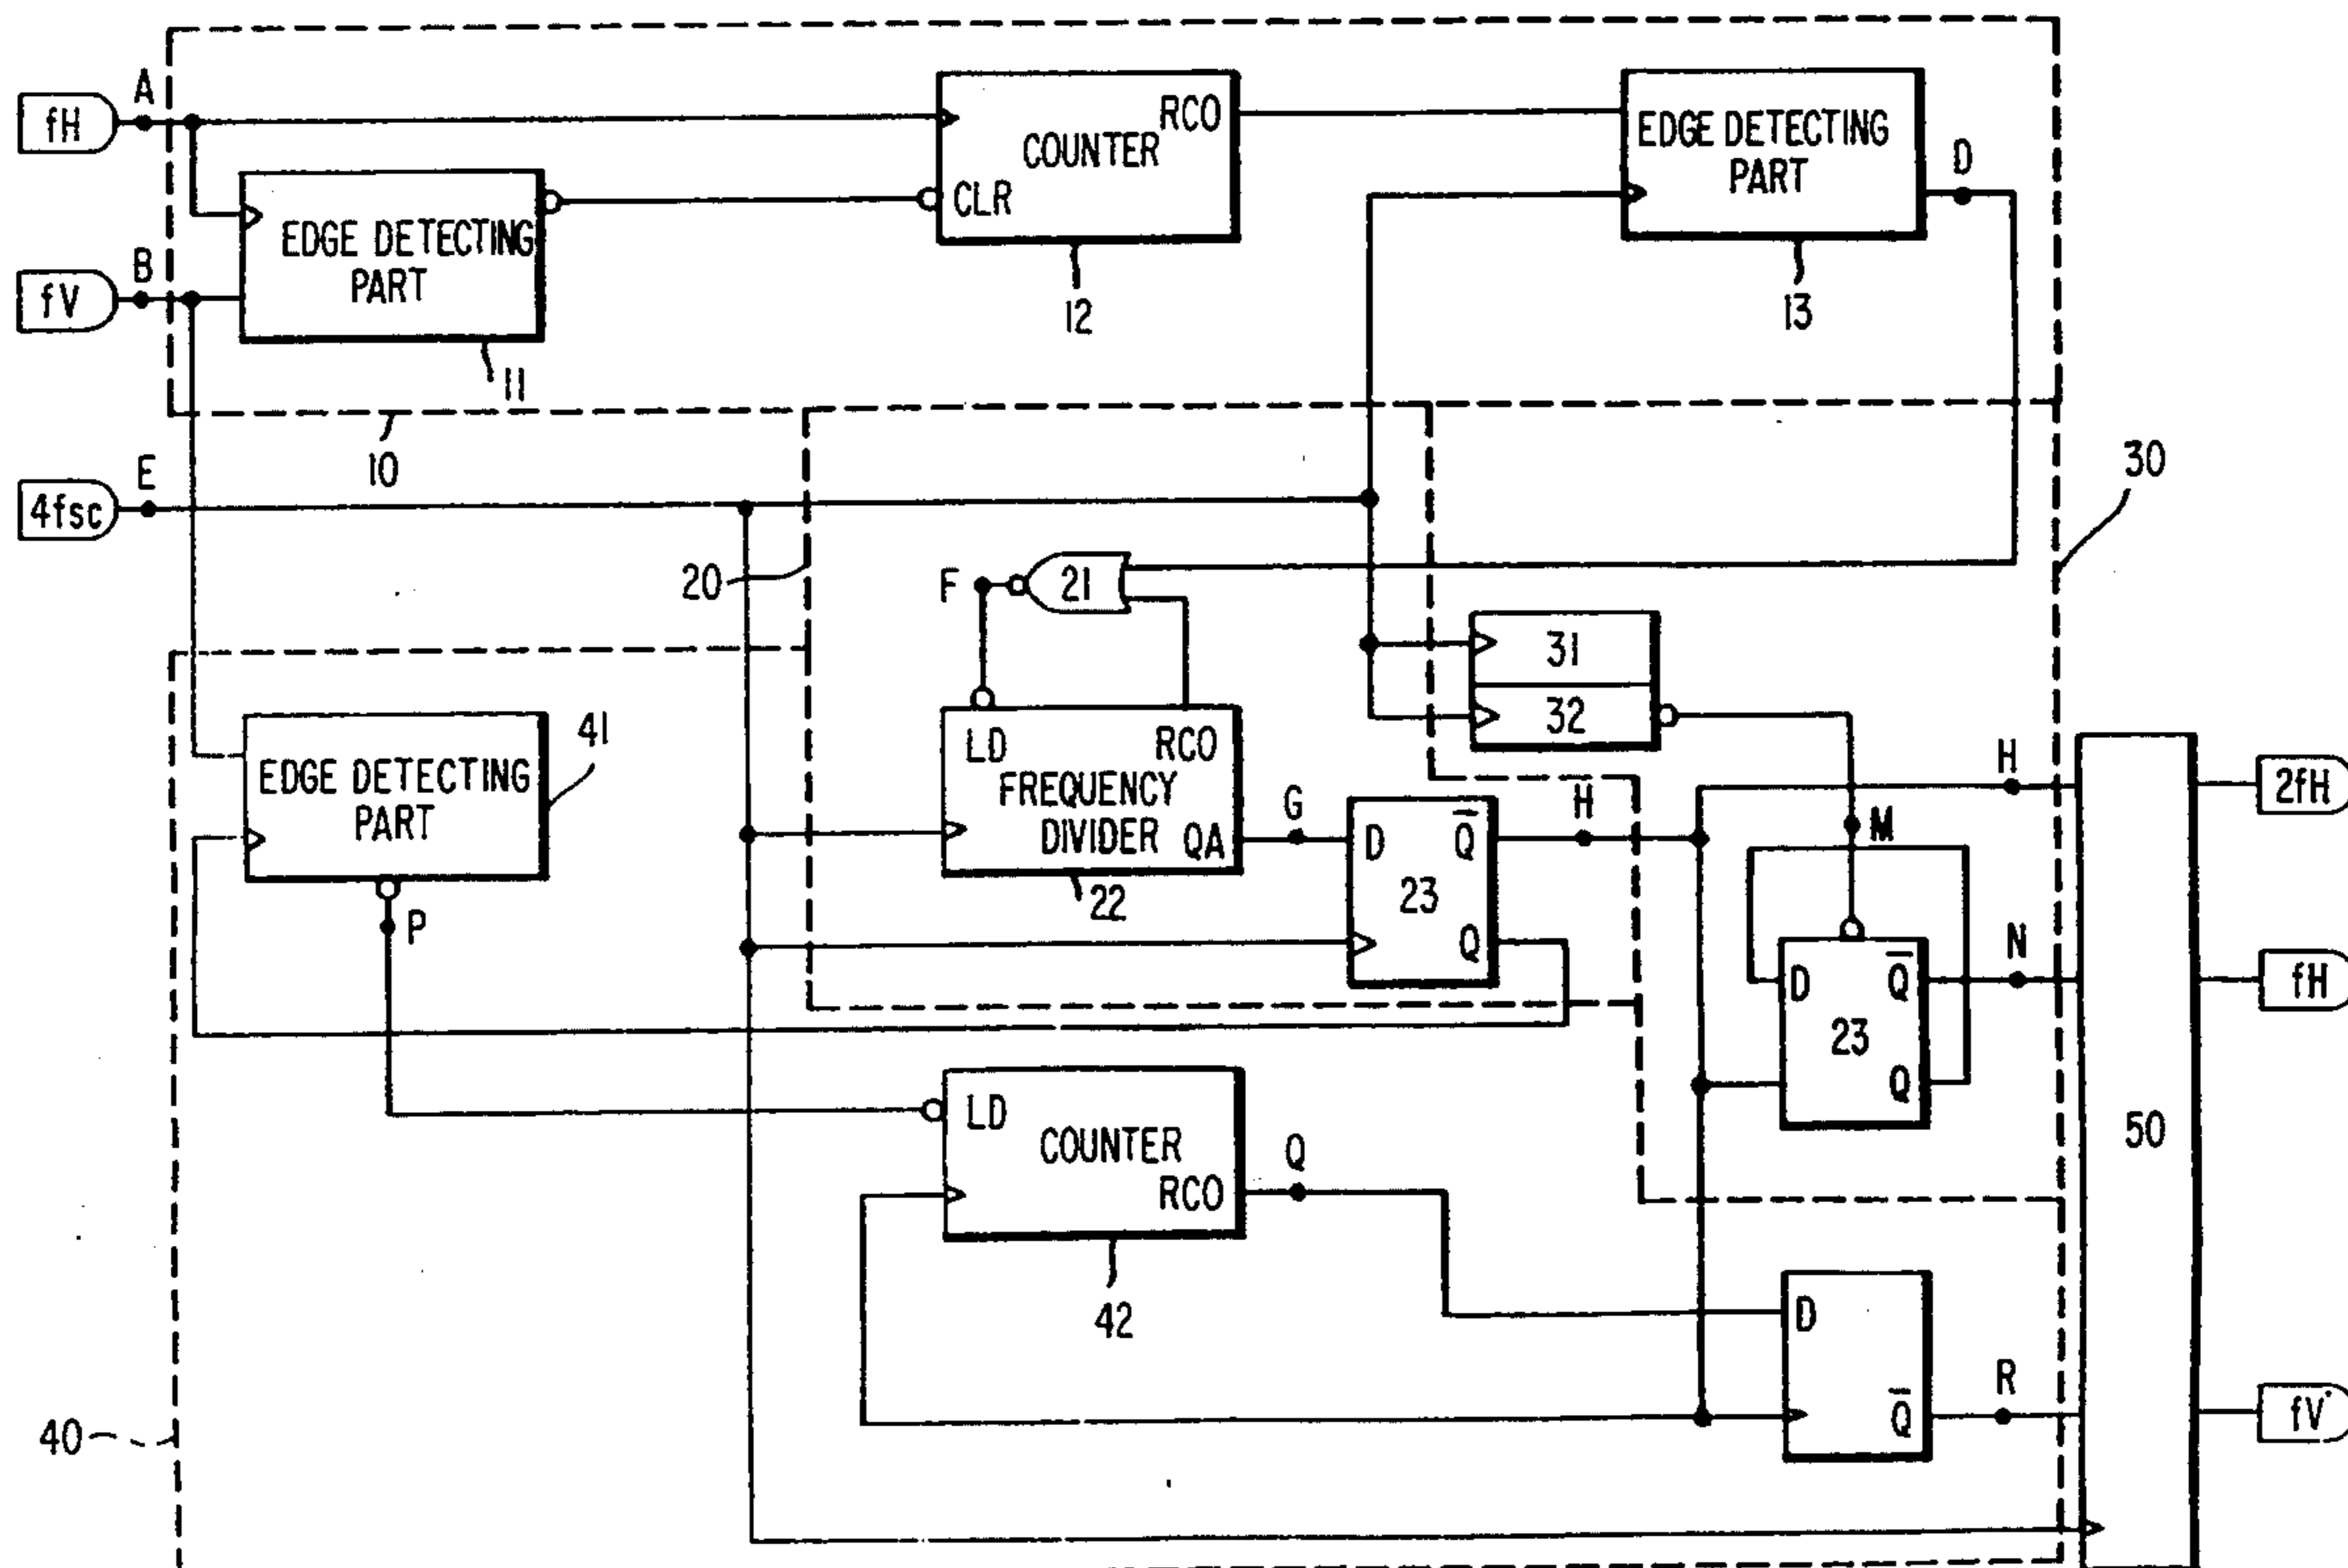 A
fH
RCO
COUNTER
CLR
12
EDGE DETECTING
PART
D
13
B
fV
EDGE DETECTING
PART
11
10
E
4fsc
30
20
F
21
31
32
LD
RCO
FREQUENCY
DIVIDER
QA
22
G
D
Q̅
23
Q
H
H
M
N
D
Q̅
23
Q
2fH
fH
50
EDGE DETECTING
PART
41
P
LD
COUNTER
RCO
42
Q
D
Q̅
R
fV
40